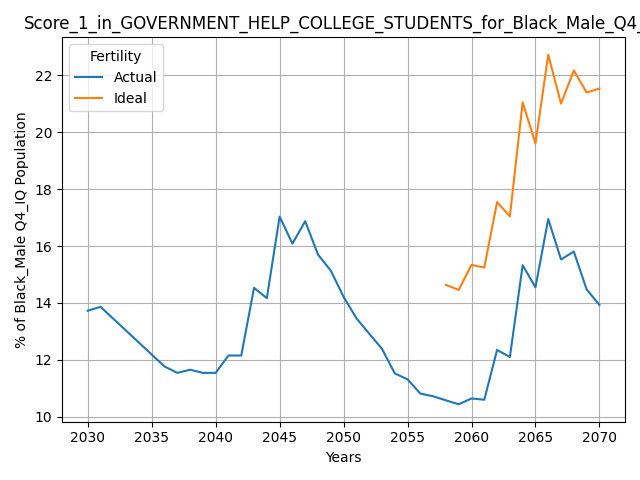 Score_1_in_GOVERNMENT_HELP_COLLEGE_STUDENTS_for_Black_Male_Q4_
Fertility
Actual
Ideal
% of Black_Male Q4_IQ Population
22
20
18
16
14
12
10
2030 2035 2040 2045 2050 2055 2060 2065 2070
Years